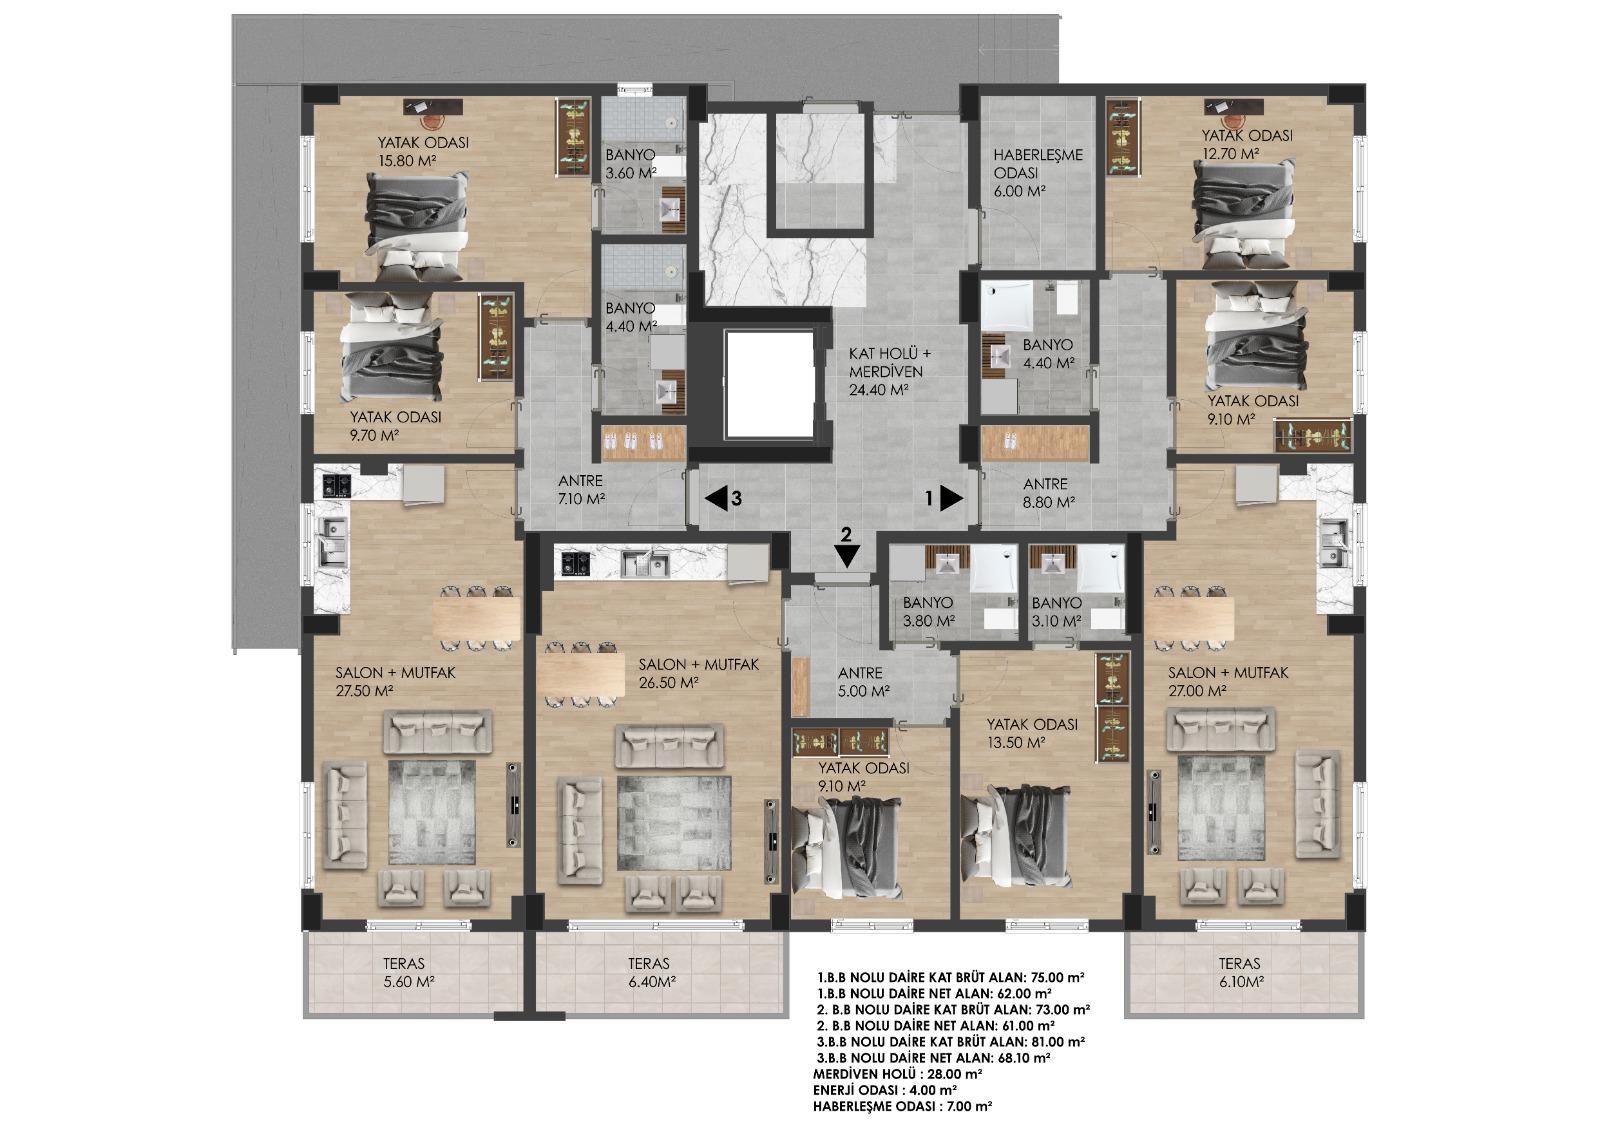 YATAK ODASI
15.80 M²
BANYO
3.60 M²
HABERLEŞME
ODASI
6.00 M²
YATAK ODASI
12.70 M²
BANYO
4.40 M²
KAT HOLÜ +
MERDİVEN
24.40 M²
BANYO
4.40 M²
YATAK ODASI
9.70 M²
YATAK ODASI
9.10 M²
ANTRE
7.10 M²
3
1
ANTRE
8.80 M²
2
BANYO
3.80 M²
BANYO
3.10 M²
SALON + MUTFAK
27.50 M²
SALON + MUTFAK
26.50 M²
ANTRE
5.00 M²
SALON + MUTFAK
27.00 M²
YATAK ODASI
13.50 M²
YATAK ODASI
9.10 M²
TERAS
5.60 M²
TERAS
6.40M²
TERAS
6.10M²
1.B.B NOLU DAİRE KAT BRÜT ALAN: 75.00 m²
1.B.B NOLU DAİRE NET ALAN: 62.00 m²
2. B.B NOLU DAİRE KAT BRÜT ALAN: 73.00 m²
2. B.B NOLU DAİRE NET ALAN: 61.00 m²
3.B.B NOLU DAİRE KAT BRÜT ALAN: 81.00 m²
3.B.B NOLU DAİRE NET ALAN: 68.10 m²
MERDİVEN HOLÜ : 28.00 m²
ENERJİ ODASI : 4.00 m²
HABERLEŞME ODASI : 7.00 m²